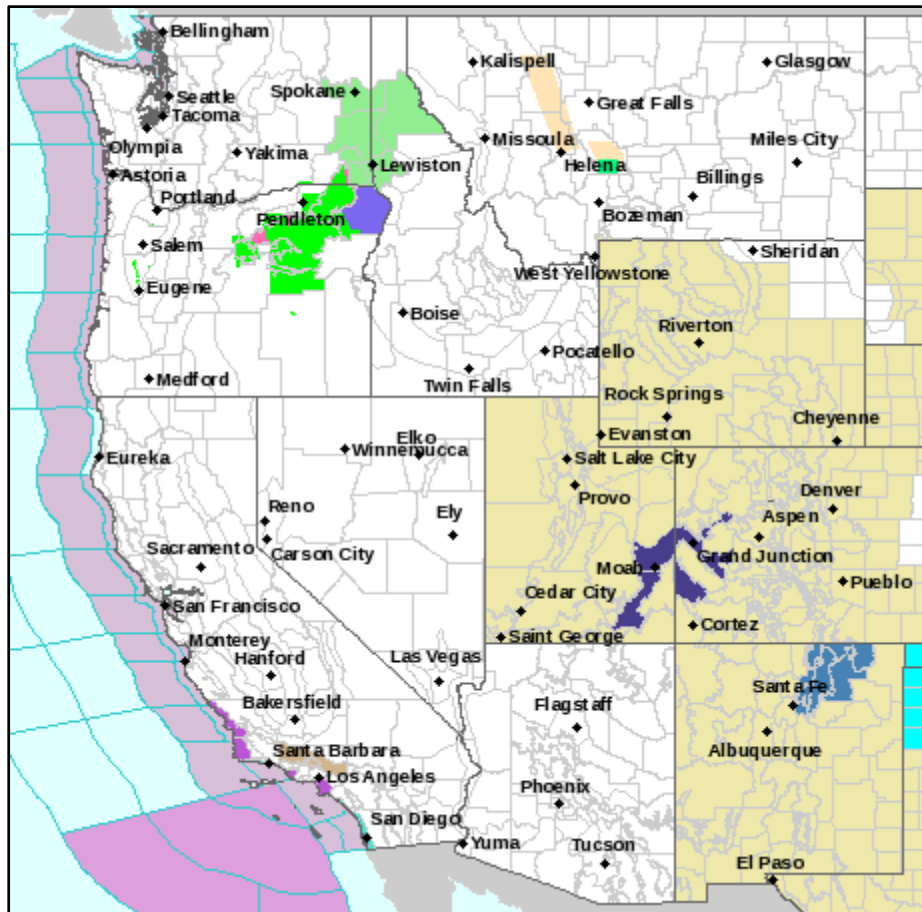 Bellingham
Kalispell
Glasgow
Spokane
Seattle
Great Falls
Tacoma
Olympia
Missoula
Miles City
Yakima
Helena
Lewiston
Astoria
Billings
Portland
Pendleton
Bozeman
Salem
Sheridan
West Yellowstone
Eugene
Boise
Riverton
Pocatello
Medford
Twin Falls
Rock Springs
Cheyenne
Evanston
Elko
Winnemucca
Eureka
Salt Lake City
Provo
Denver
Reno
Ely
Aspen
Carson City
Grand Junction
Sacramento
Moab
Pueblo
San Francisco
Cedar City
Cortez
Saint George
Monterey
Hanford
Las Vegas
Santa Fe
Bakersfield
Flagstaff
Albuquerque
Santa Barbara
Los Angeles
Phoenix
San Diego
Yuma
Tucson
El Paso